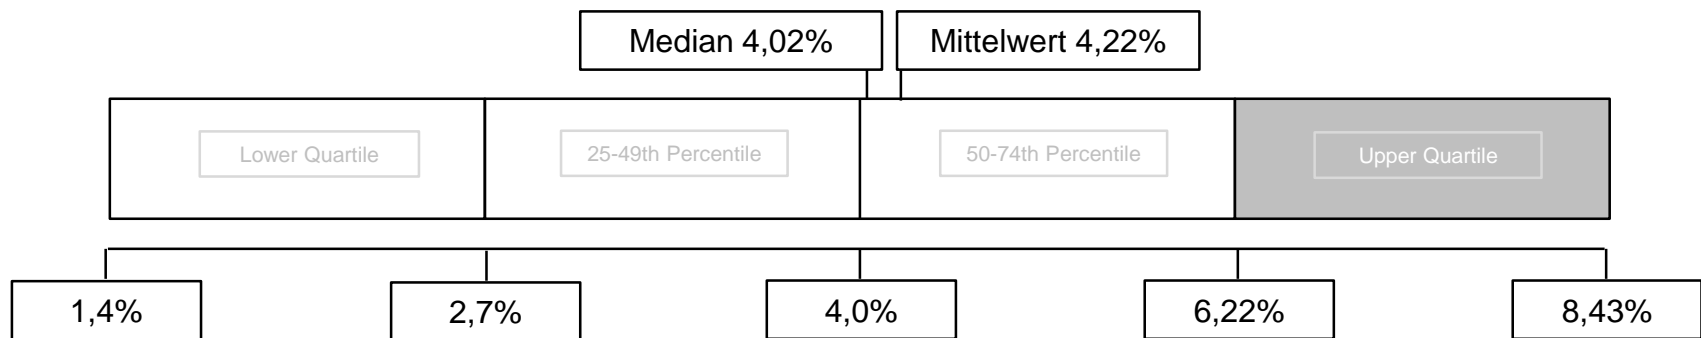 Median 4,02%
Mittelwert 4,22%
Lower Quartile
25-49th Percentile
50-74th Percentile
Upper Quartile
1,4%
2,7%
4,0%
6,22%
8,43%